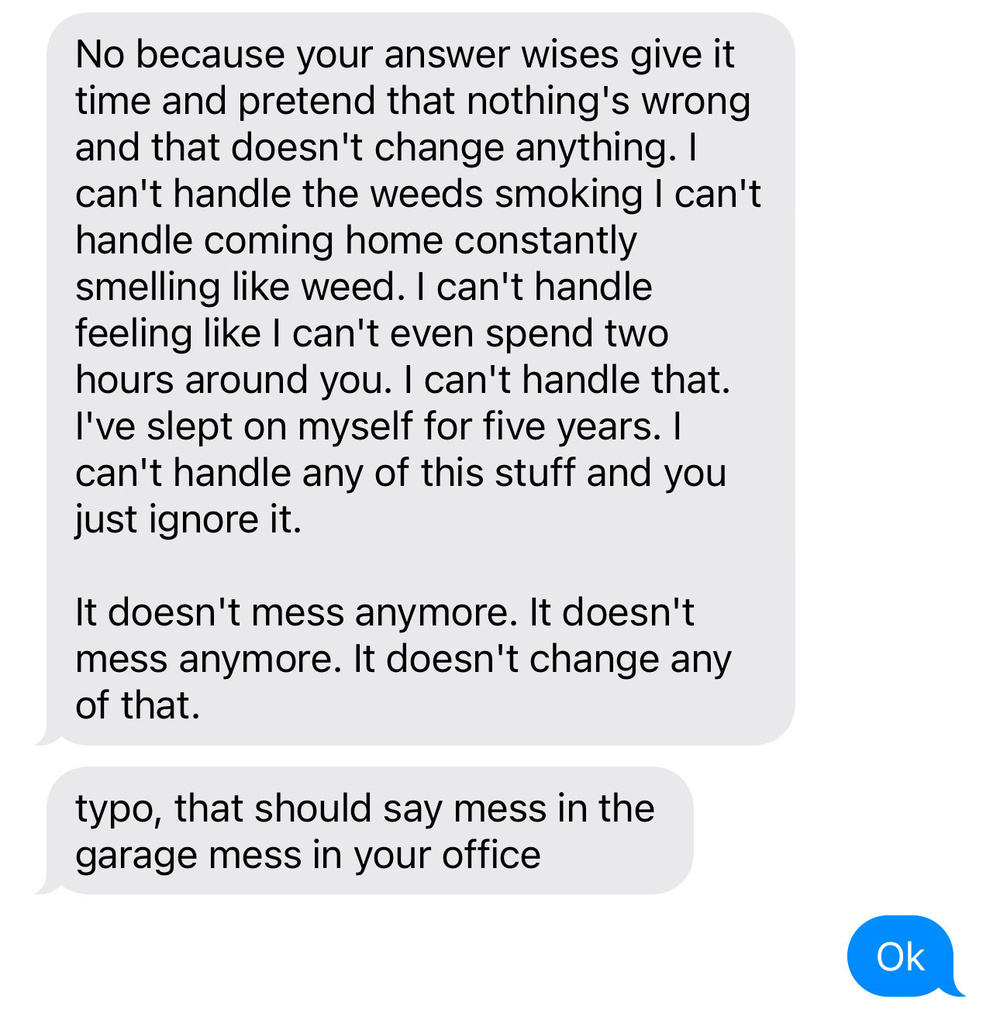 No because your answer wises give it
time and pretend that nothing's wrong
and that doesn't change anything. I
can't handle the weeds smoking I can't
handle coming home constantly
smelling like weed. I can't handle
feeling like I can't even spend two
hours around you. I can't handle that.
I've slept on myself for five years. I
can't handle any of this stuff and you
just ignore it.

It doesn't mess anymore. It doesn't
mess anymore. It doesn't change any
of that.
typo, that should say mess in the
garage mess in your office
Ok